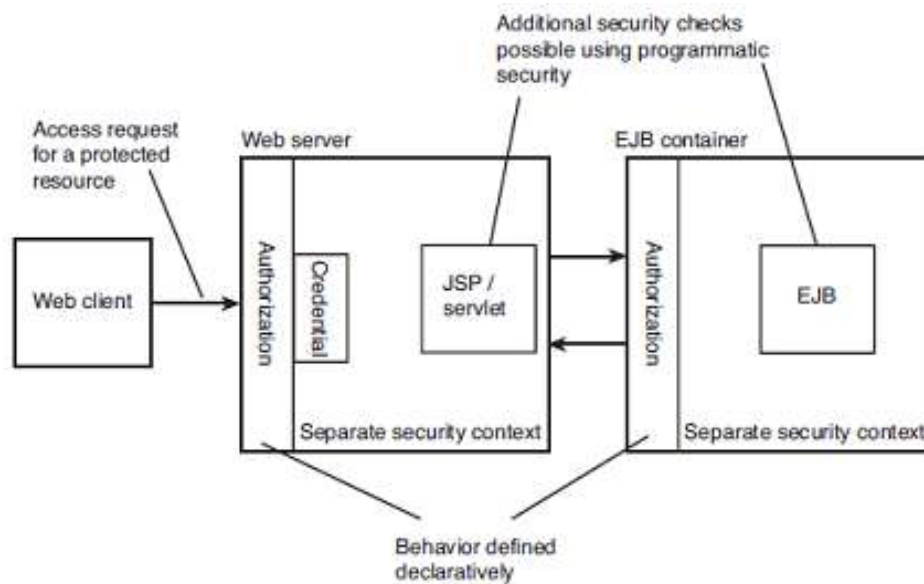 Additional security checks
possible using programmatic
security
Access request
for a protected
resource
Web server
EJB container
Web client
Authorization
Credential
JSP /
servlet
Authorization
EJB
Separate security context
Separate security context
Behavior defined
declaratively